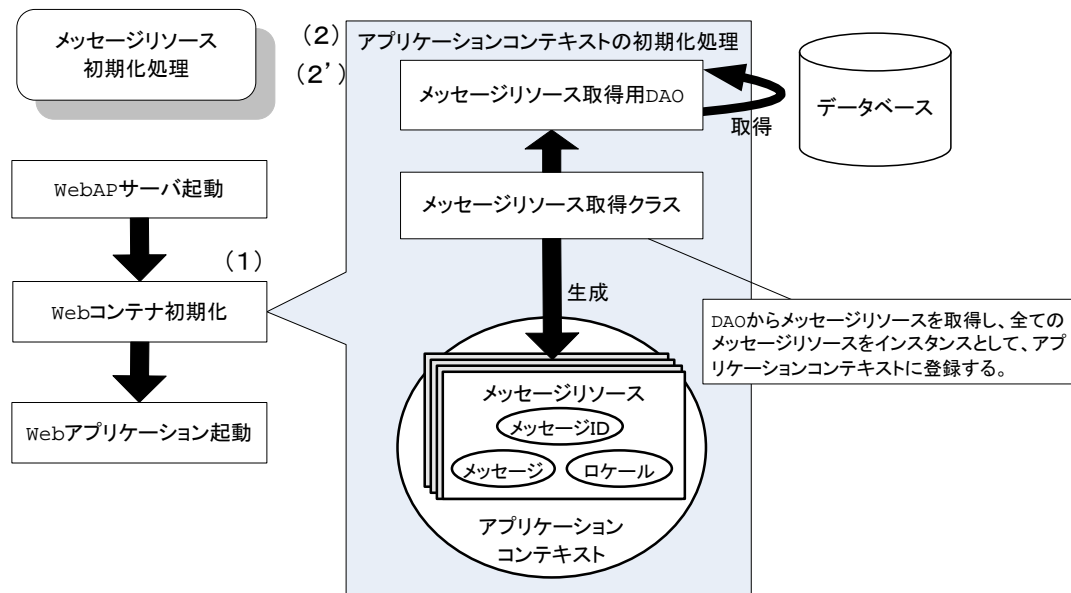 メッセージリソース
初期化処理
WebAPサーバ起動
(1)
Webコンテナ初期化
Webアプリケーション起動
(2)
(2')
アプリケーションコンテキストの初期化処理
メッセージリソース取得用DAO
取得
データベース
メッセージリソース取得クラス
生成
DAOからメッセージリソースを取得し、全ての
メッセージリソースをインスタンスとして、アプ
リケーションコンテキストに登録する。
メッセージリソース
メッセージID
メッセージ
ロケール
アプリケーション
コンテキスト